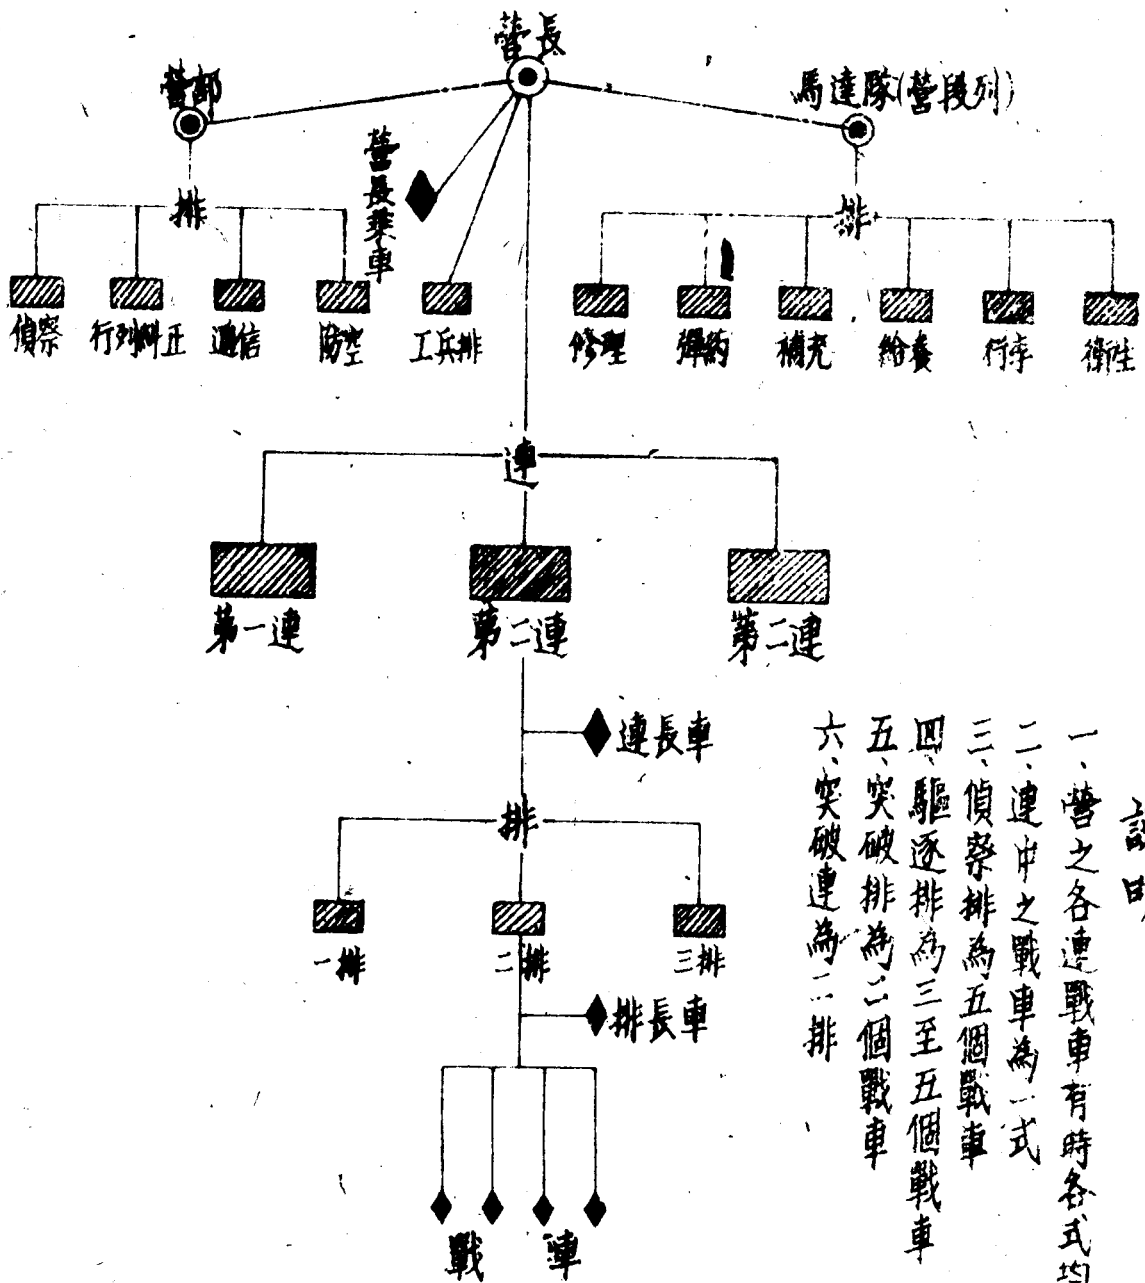 營長
營部
馬達隊(營段列)
營長乘車
排
排
偵察
行列糾正
通信
防空
工兵排
修理
彈葯
補充
給養
行李
衛生
連
第一連
第二連
第二連
連長車
排
一排
二排
三排
排長車
戰車
說明
一、營之各連戰車有時各式均
二、連中之戰車為一式
三、偵察排為五個戰車
四、驅逐排為三至五個戰車
五、突破排為二個戰車
六、突破連為二排